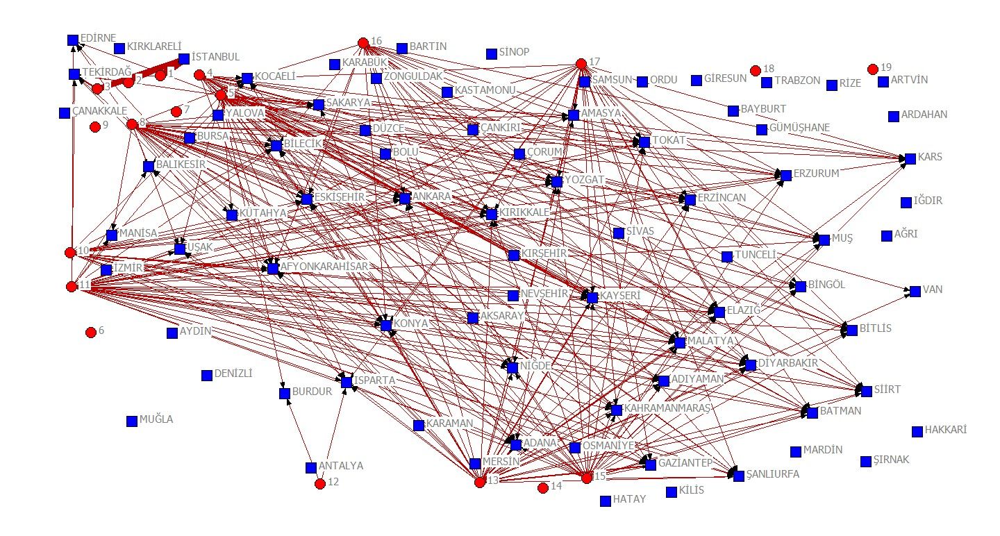 EDİRNE
KIRKLARELİ
İSTANBUL
TEKİRDAĞ
1
2
3
4
KOCAELİ
5
16
BARTIN
SİNOP
KARABÜK
ZONGULDAK
KASTAMONU
17
SAMSUN
ORDU
18
GİRESUN
TRABZON
19
RİZE
ARTVİN
ÇANAKKALE
7
YALOVA
SAKARYA
AMASYA
BAYBURT
ARDAHAN
9
8
BURSA
BİLECİK
DÜZCE
ÇANKIRI
GÜMÜŞHANE
TOKAT
BALIKESİR
BOLU
ÇORUM
KARS
YOZGAT
ERZURUM
KÜTAHYA
ESKİŞEHİR
ANKARA
KIRIKKALE
ERZİNCAN
IĞDIR
MANİSA
SİVAS
MUŞ
AĞRI
10
UŞAK
KIRŞEHİR
TUNCELİ
İZMİR
AFYONKARAHİSAR
11
NEVŞEHİR
KAYSERİ
BİNGÖL
VAN
6
AYDIN
KONYA
AKSARAY
ELAZIĞ
BİTLİS
MALATYA
DENİZLİ
NİĞDE
DİYARBAKIR
BURDUR
ISPARTA
ADIYAMAN
SİİRT
MUĞLA
KARAMAN
KAHRAMANMARAŞ
BATMAN
HAKKARİ
ADANA
OSMANİYE
MARDİN
ANTALYA
MERSİN
GAZİANTEP
ŞIRNAK
12
13
14
15
ŞANLIURFA
HATAY
KİLİS